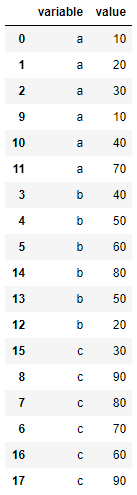 variable value
0 a 10
1 a 20
2 a 30
9 a 10
10 a 40
11 a 70
3 b 40
4 b 50
5 b 60
14 b 80
13 b 50
12 b 20
15 c 30
8 c 90
7 c 80
6 c 70
16 c 60
17 c 90